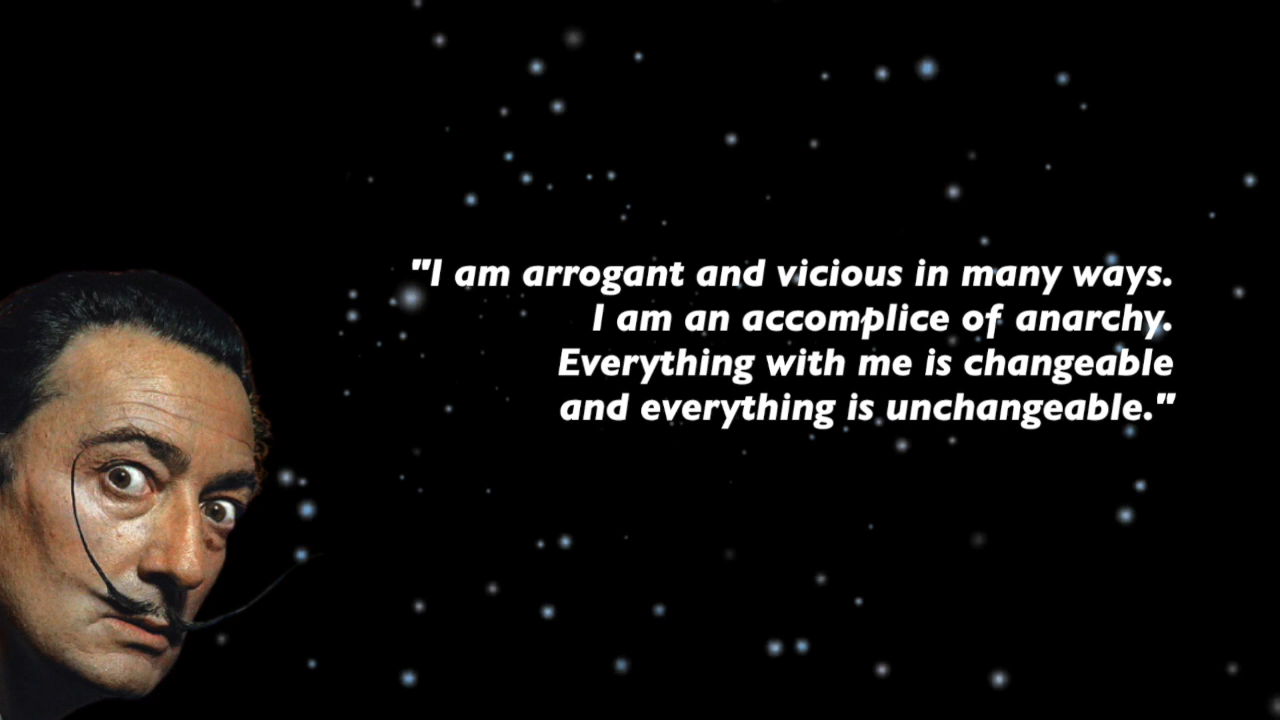 "I am arrogant and vicious in many ways.
I am an accomplice of anarchy.
Everything with me is changeable
and everything is unchangeable."